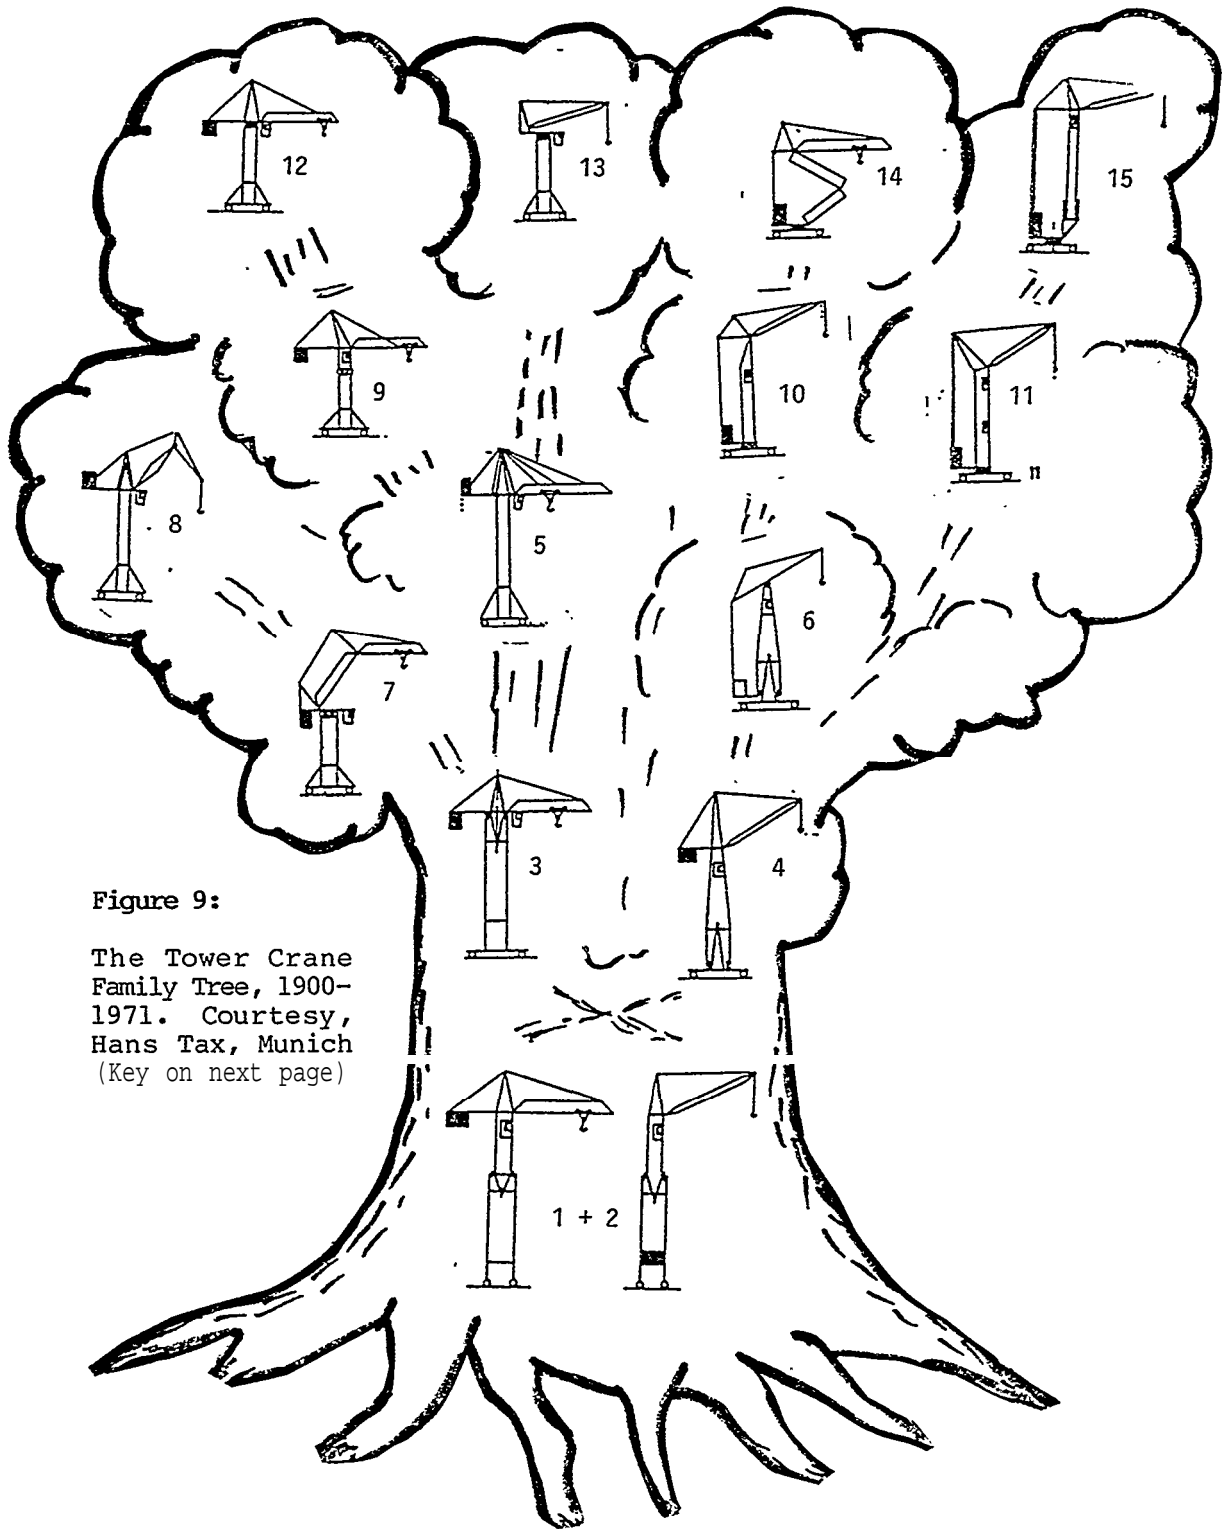 12
13
14
15
9
10
11
8
5
6
7
3
4
Figure 9:
The Tower Crane
Family Tree, 1900-
1971. Courtesy,
Hans Tax, Munich
(Key on next page)
1 + 2